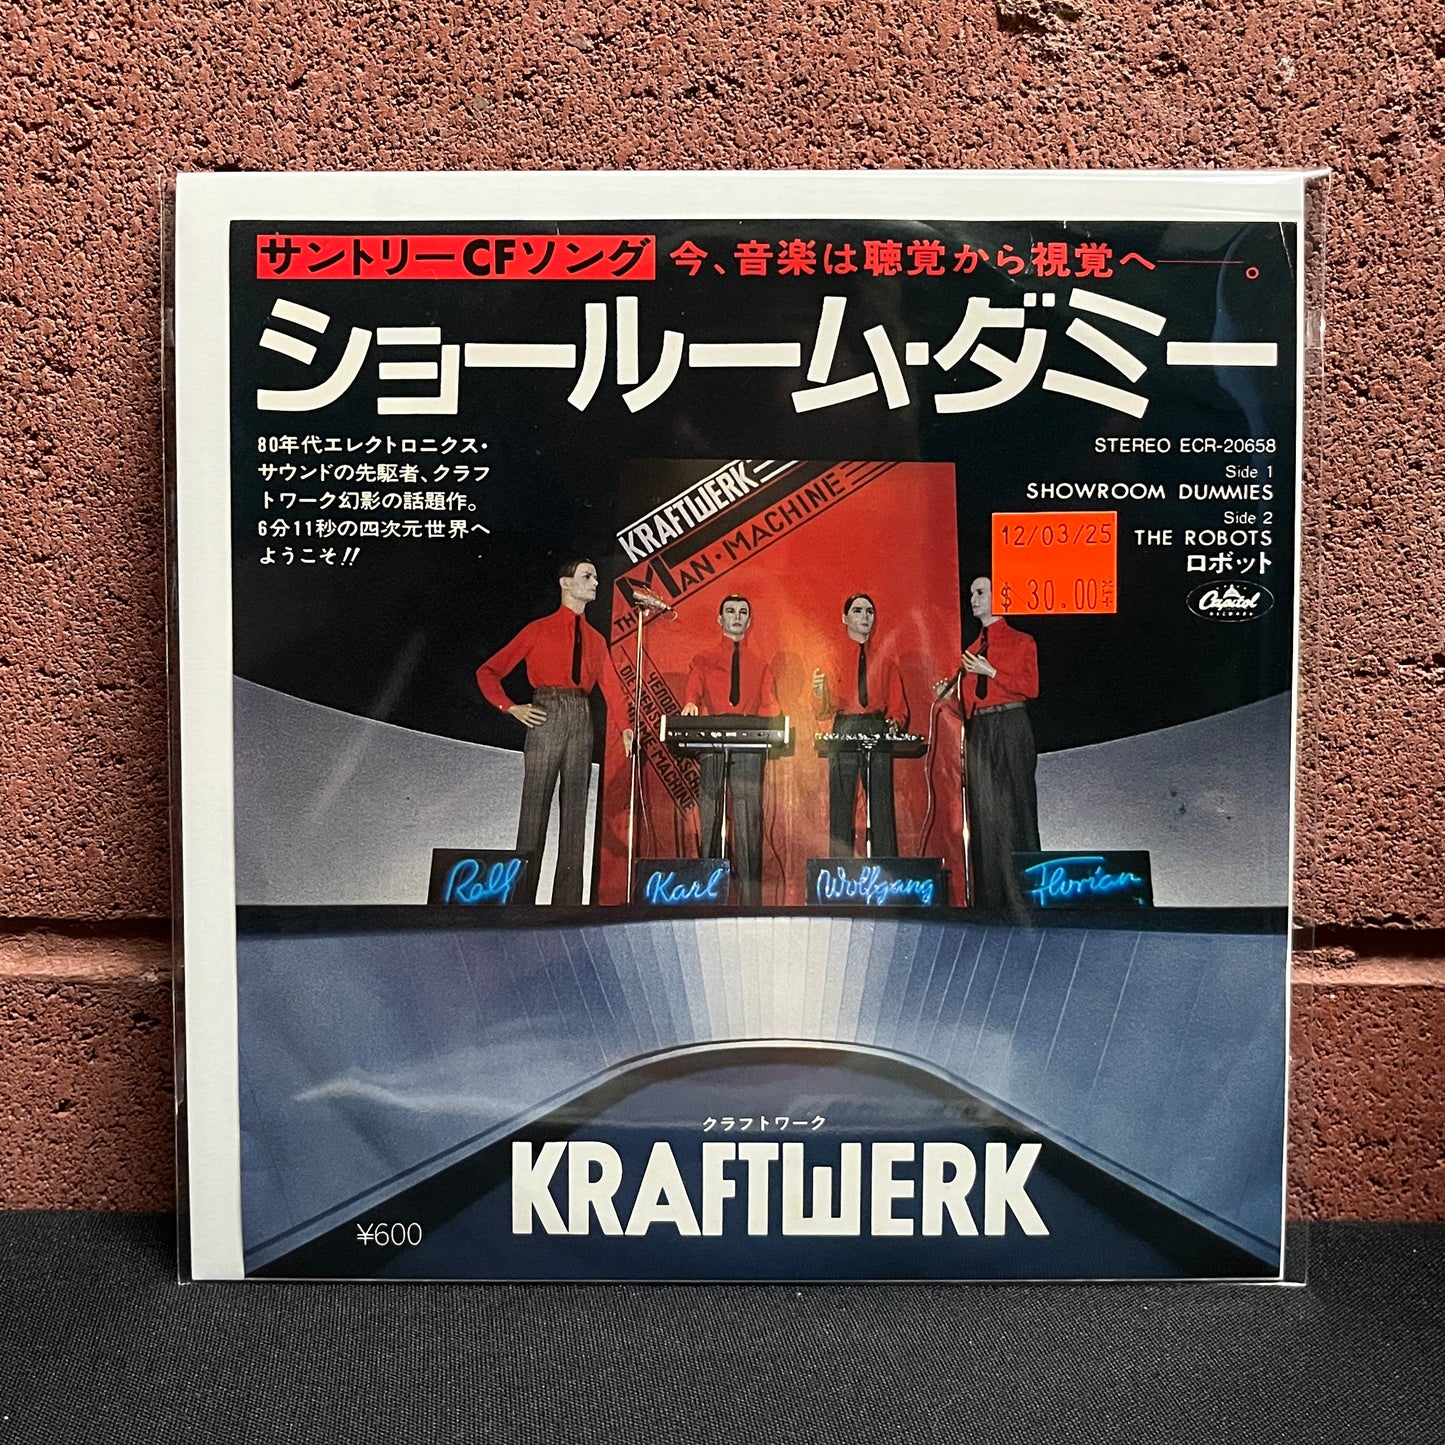 サントリーCFソング 今、音楽は聴覚から視覚へ——。
ショールーム・ダミー
80年代エレクトロニクス・
サウンドの先駆者、クラフ
トワーク幻影の話題作。
6分11秒の四次元世界へ
ようこそ!!
STEREO ECR-20658
Side 1
SHOWROOM DUMMIES
Side 2
THE ROBOTS
ロボット
Capitol
RECORDS
12/03/25
$ 30.00
KRAFTWERK
THE MAN·MACHINE
Ralf
Karl
Wolfgang
Florian
クラフトワーク
KRAFTWERK
¥600